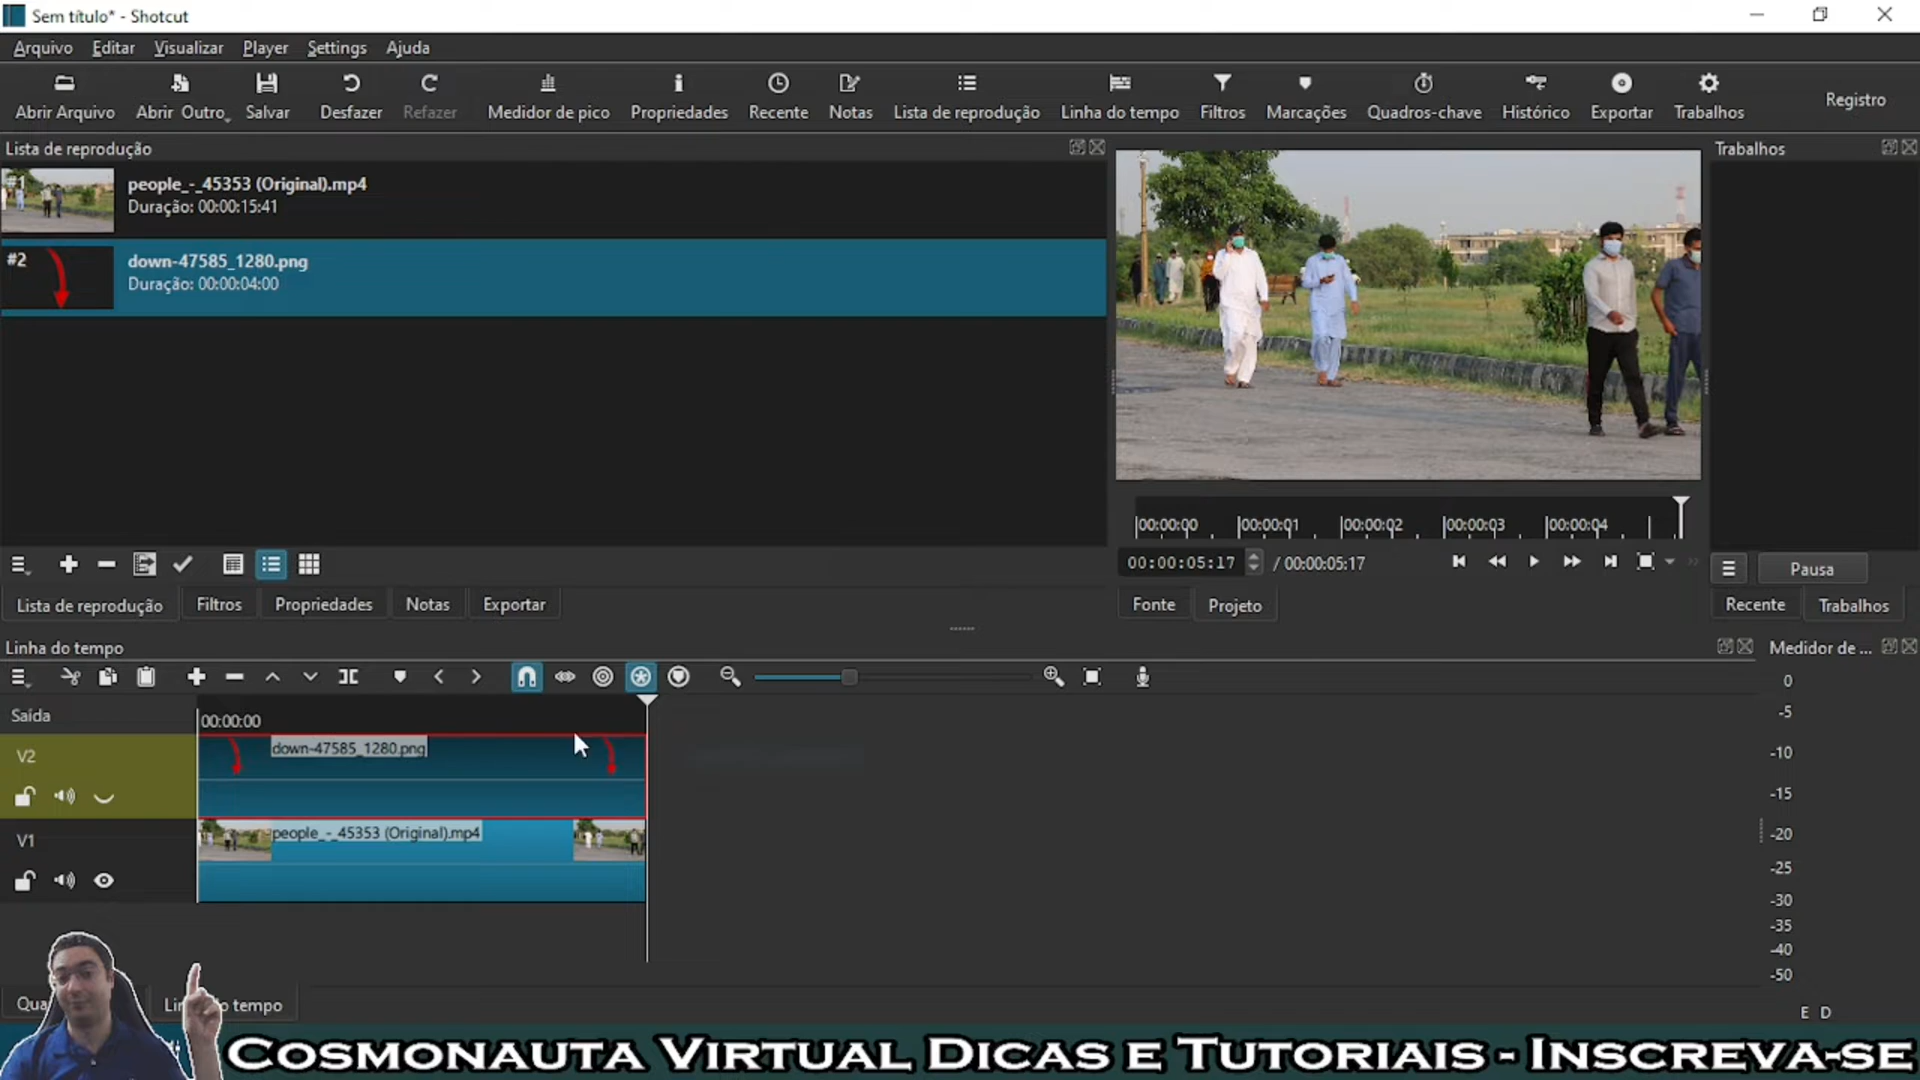 Sem título* - Shotcut
Arquivo Editar Visualizar Player Settings Ajuda
Abrir Arquivo Abrir Outro Salvar Desfazer Refazer Medidor de pico Propriedades Recente Notas Lista de reprodução Linha do tempo Filtros Marcações Quadros-chave Histórico Exportar Trabalhos Registro
Lista de reprodução
Trabalhos
#1
people_-_45353 (Original).mp4
Duração: 00:00:15:41
#2
down-47585_1280.png
Duração: 00:00:04:00
00:00:00 00:00:01 00:00:02 00:00:03 00:00:04
00:00:05:17 / 00:00:05:17
Pausa
Lista de reprodução Filtros Propriedades Notas Exportar
Fonte Projeto
Recente Trabalhos
Linha do tempo
Medidor de ...
Saída
00:00:00
V2
down-47585_1280.png
V1
people_-_45353 (Original).mp4
0
-5
-10
-15
-20
-25
-30
-35
-40
-50
E D
Qua
Lin o tempo
Cosmonauta Virtual Dicas e Tutoriais - Inscreva-se